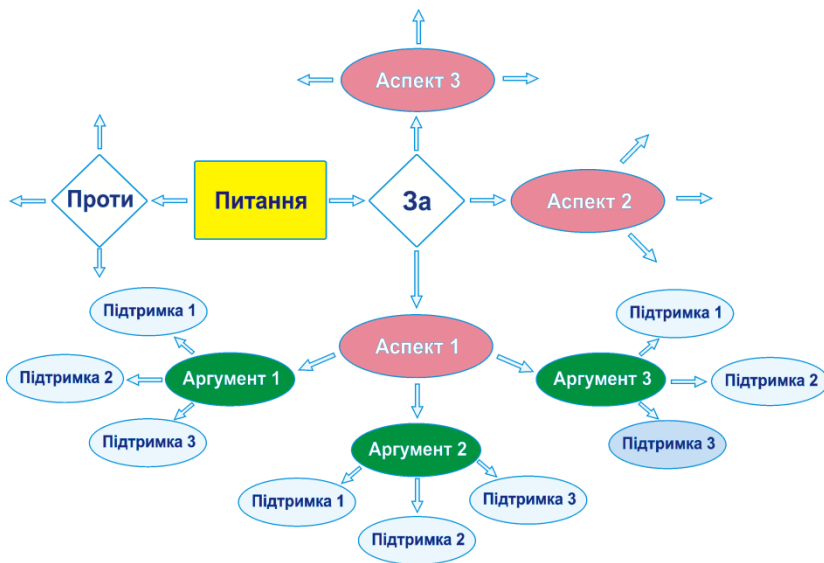 Аспект 3
Проти
Питання
За
Аспект 2
Підтримка 1
Підтримка 1
Аспект 1
Підтримка 2
Аргумент 1
Аргумент 3
Підтримка 2
Підтримка 3
Підтримка 3
Аргумент 2
Підтримка 1
Підтримка 3
Підтримка 2